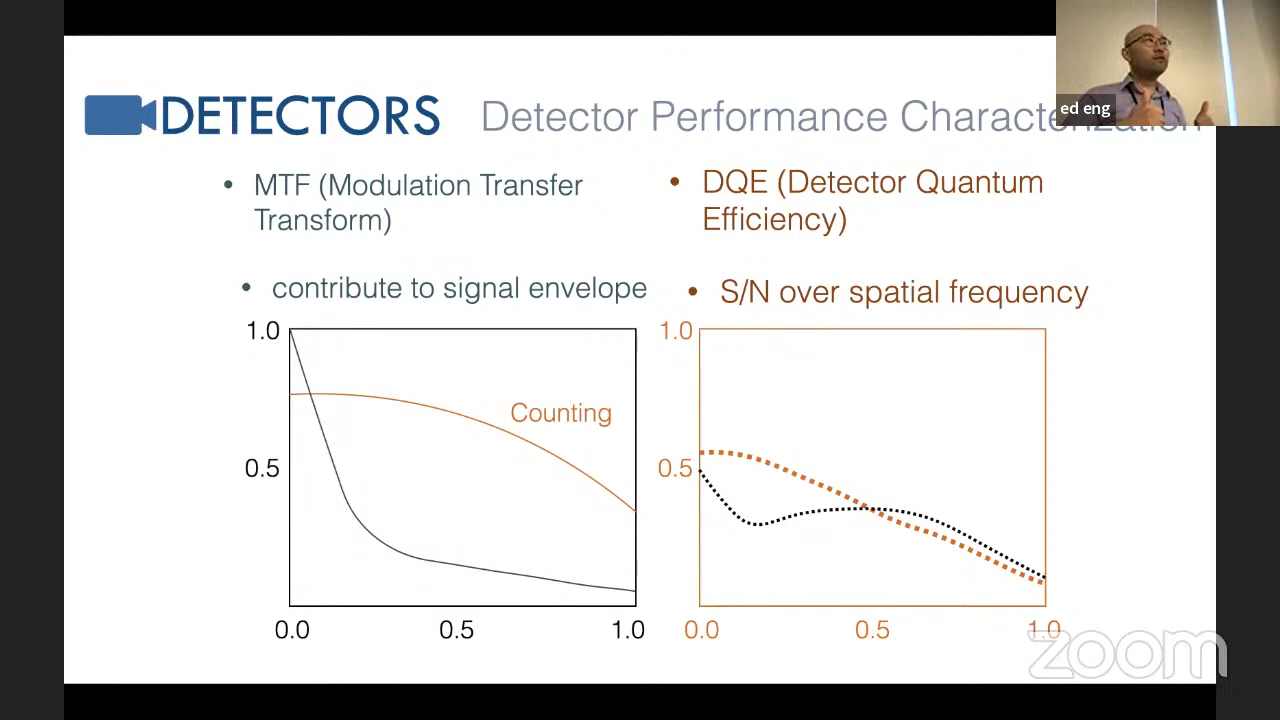 DETECTORS
Detector Performance Characterization
ed eng
• MTF (Modulation Transfer
Transform)
• contribute to signal envelope
• DQE (Detector Quantum
Efficiency)
• S/N over spatial frequency
1.0
Counting
0.5
0.0 0.5 1.0
1.0
0.5
0.0 0.5 1.0
zoom